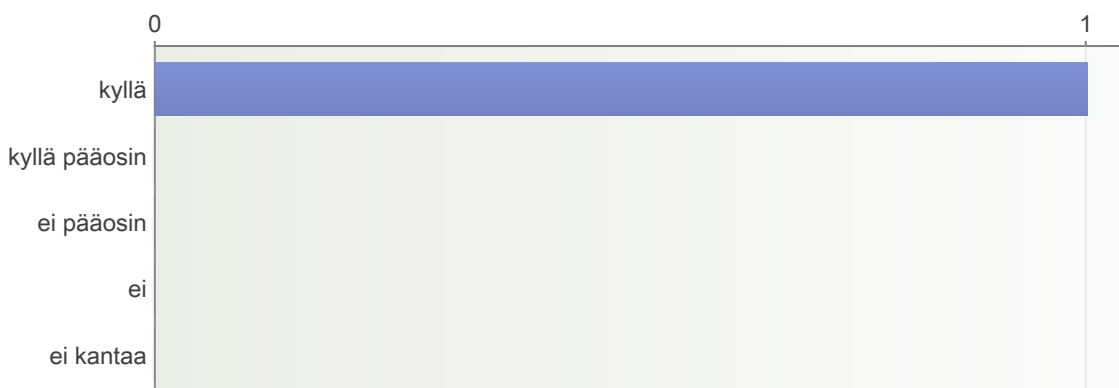 0 1
kyllä
kyllä pääosin
ei pääosin
ei
ei kantaa